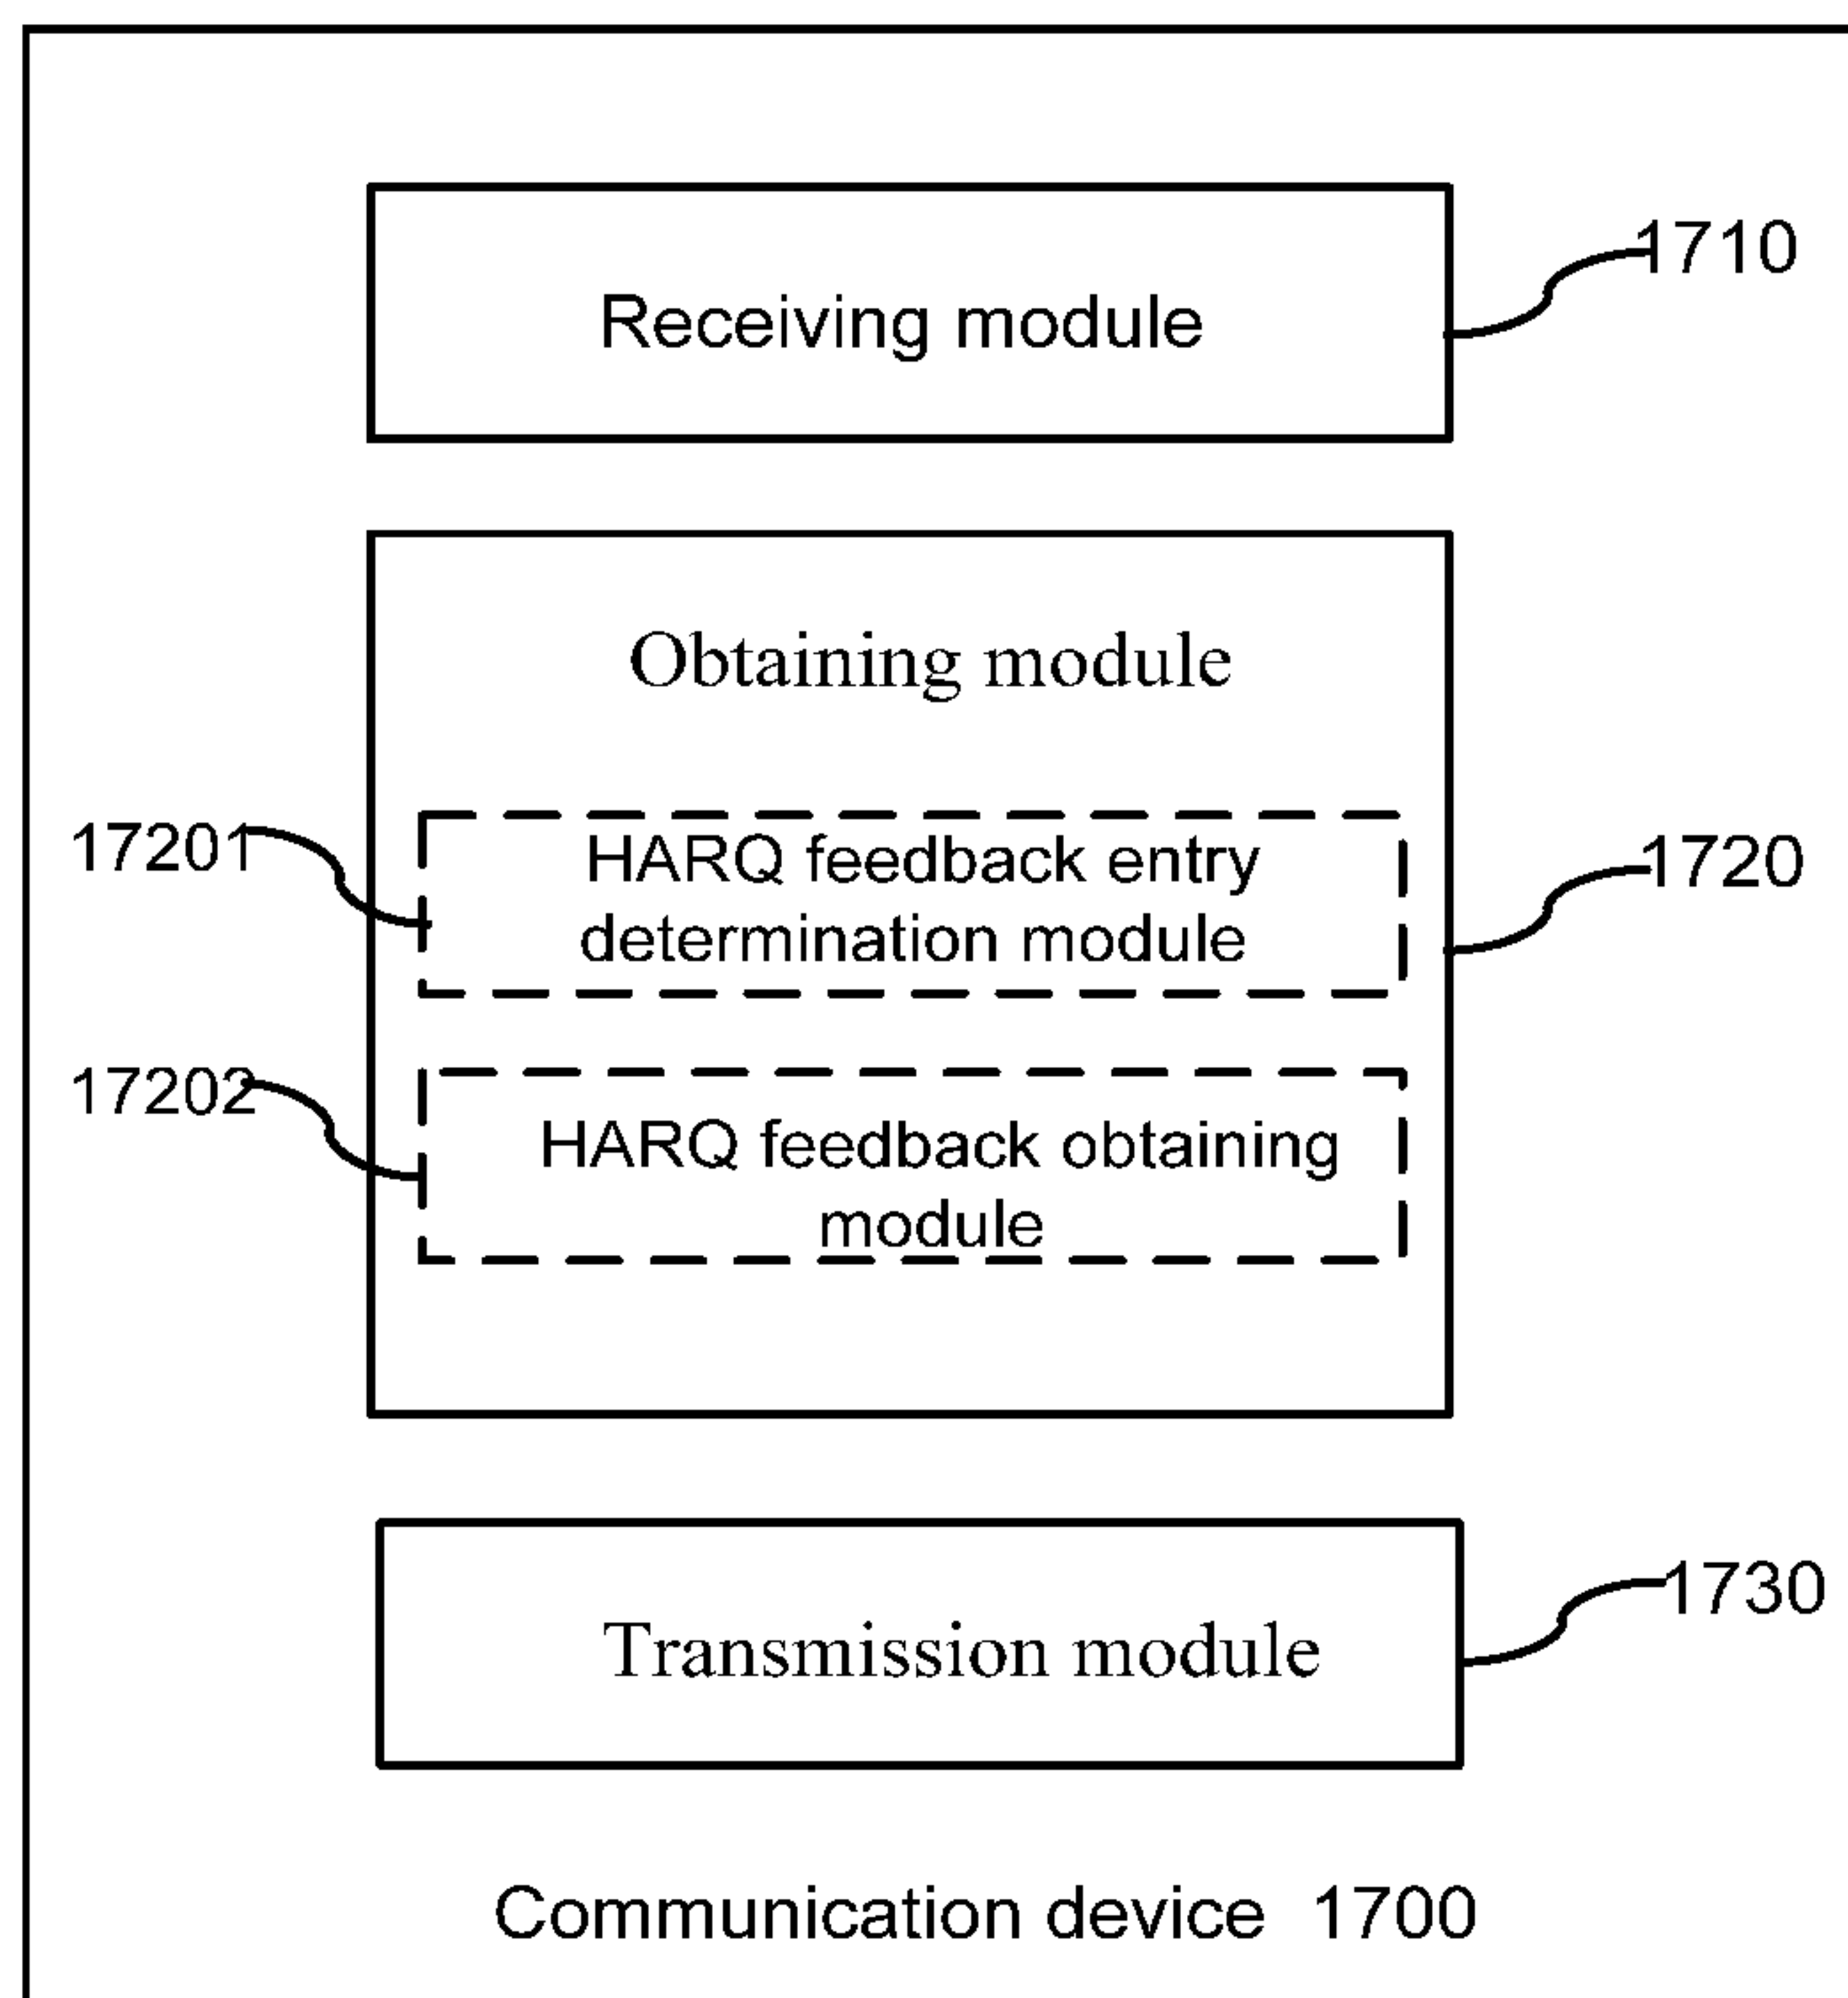 1710
Receiving module
Obtaining module
17201
HARQ feedback entry
determination module
1720
17202
HARQ feedback obtaining
module
1730
Transmission module
Communication device 1700